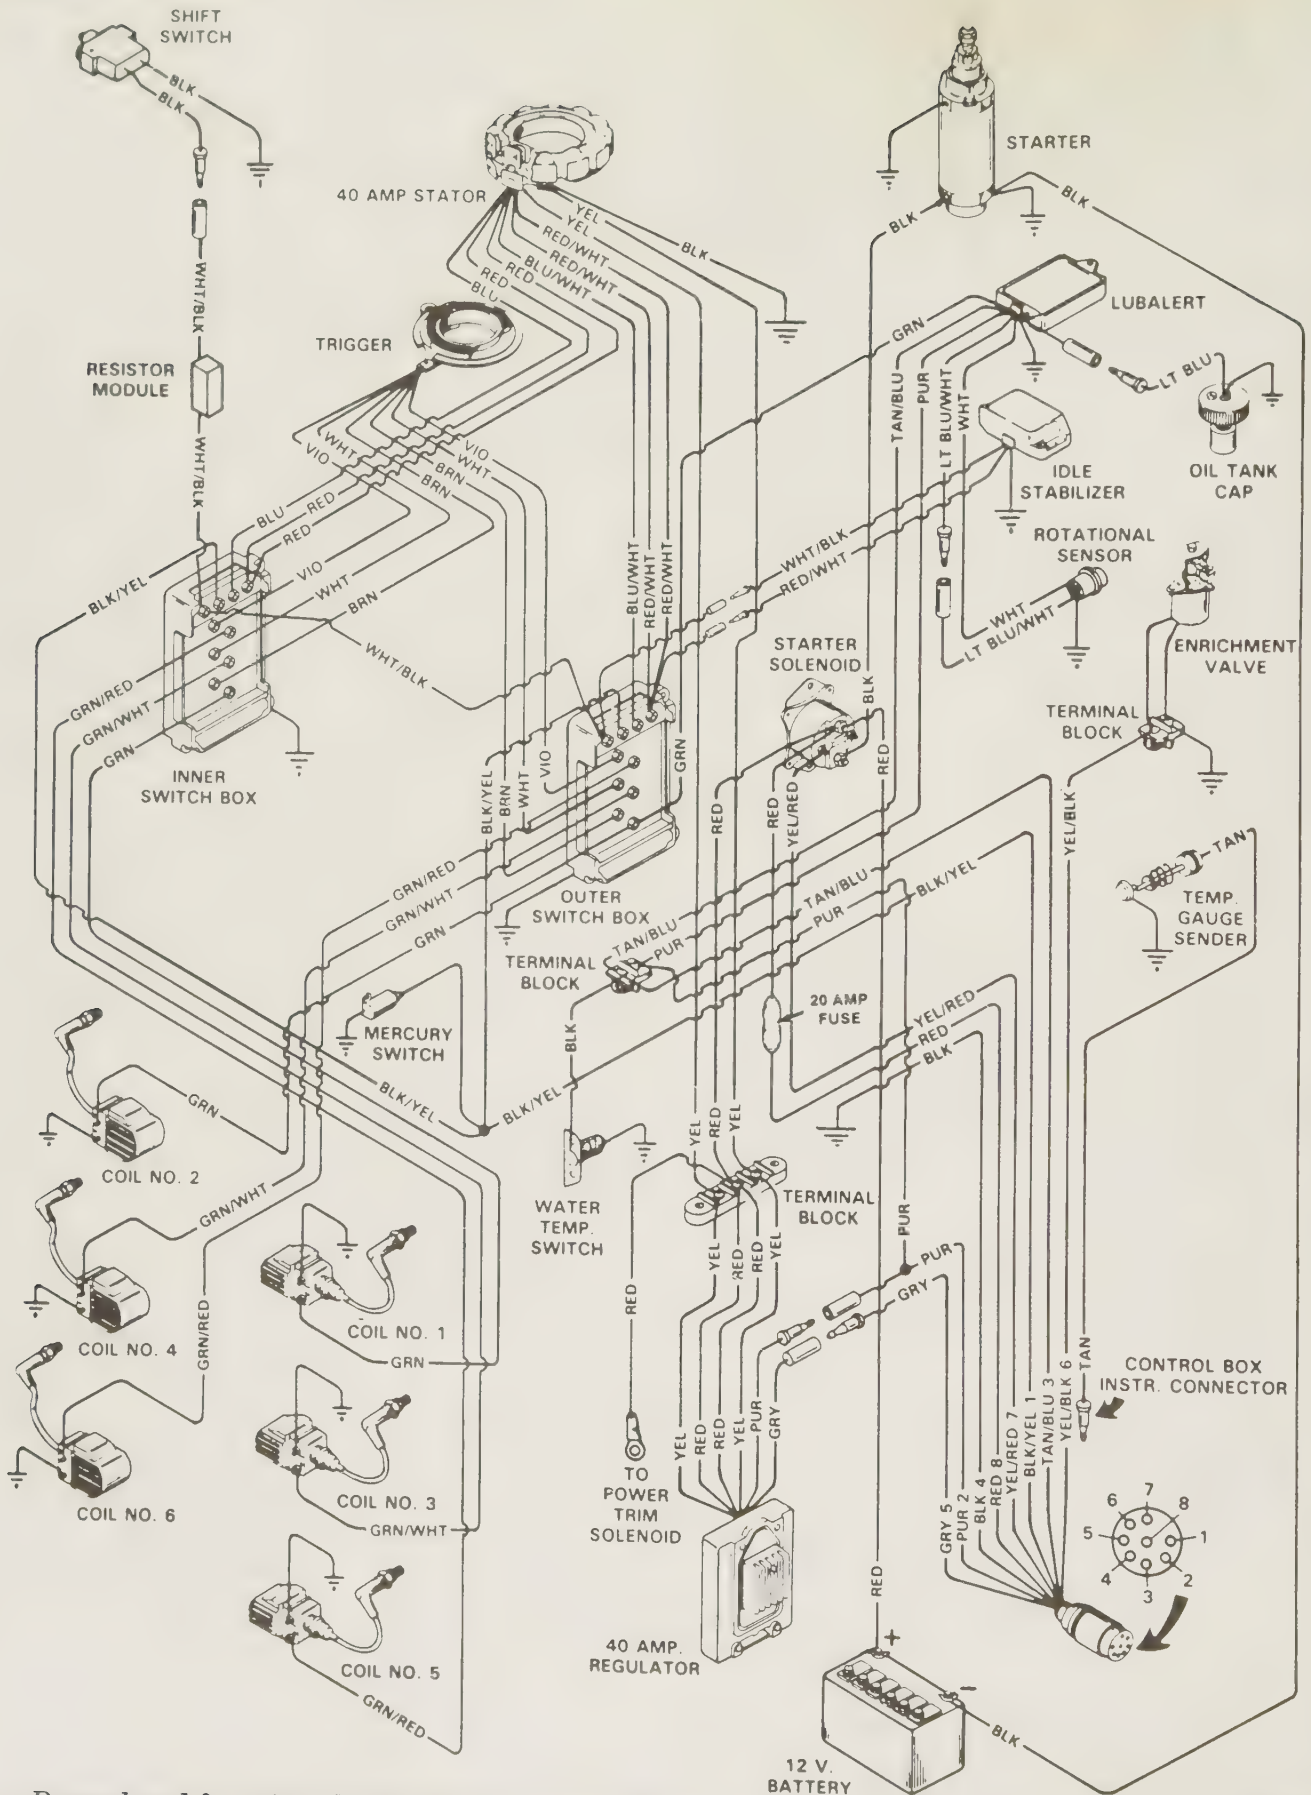 SHIFT
SWITCH
BLK
BLK
40 AMP STATOR
STARTER
BLK
BLK
YEL
YEL
RED/WHT
RED/WHT
BLU/WHT
RED
RED
BLU
BLK
LUBALERT
GRN
TAN/BLU
PUR
LT BLU/WHT
WHT
LT BLU
WHT/BLK
TRIGGER
RESISTOR
MODULE
WHT/BLK
OIL TANK
CAP
IDLE
STABILIZER
VIO
WHT
BRN
BRN
WHT
VIO
BLU
RED
RED
VIO
WHT
BRN
BLK/YEL
ROTATIONAL
SENSOR
WHT
LT BLU/WHT
WHT/BLK
RED/WHT
BLU/WHT
RED/WHT
RED/WHT
STARTER
SOLENOID
BLK
ENRICHMENT
VALVE
TERMINAL
BLOCK
WHT/BLK
GRN/RED
GRN/WHT
GRN
INNER
SWITCH BOX
VIO
WHT
BRN
BLK/YEL
GRN
RED
RED
YEL/RED
RED
YEL/BLK
TAN
TEMP.
GAUGE
SENDER
GRN/RED
GRN/WHT
GRN
OUTER
SWITCH BOX
TAN/BLU
PUR
TAN/BLU
PUR
BLK/YEL
TERMINAL
BLOCK
20 AMP
FUSE
YEL/RED
RED
BLK
MERCURY
SWITCH
BLK
BLK/YEL
BLK/YEL
GRN
COIL NO. 2
YEL
RED
YEL
TERMINAL
BLOCK
WATER
TEMP.
SWITCH
PUR
PUR
GRY
GRN/WHT
COIL NO. 4
GRN/RED
COIL NO. 1
GRN
YEL
RED
RED
YEL
RED
TAN
CONTROL BOX
INSTR. CONNECTOR
COIL NO. 6
COIL NO. 3
GRN/WHT
TO
POWER
TRIM
SOLENOID
YEL
RED
RED
YEL
PUR
GRY
GRY 5
PUR 2
BLK 4
RED 8
YEL/RED 7
BLK/YEL 1
TAN/BLU 3
YEL/BLK 6
6
7
8
5
1
4
3
2
COIL NO. 5
GRN/RED
40 AMP.
REGULATOR
RED
+
-
BLK
12 V.
BATTERY